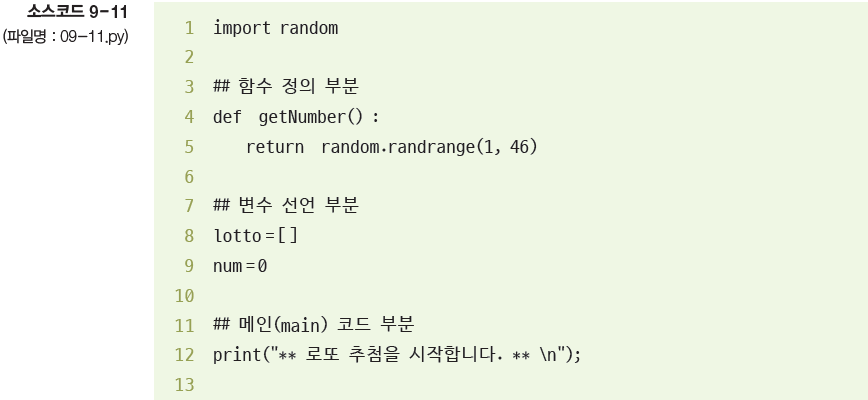 소스코드 9-11
(파일명 : 09-11.py)
1 import random
2
3 ## 함수 정의 부분
4 def getNumber() :
5 return random.randrange(1, 46)
6
7 ## 변수 선언 부분
8 lotto=[ ]
9 num=0
10
11 ## 메인(main) 코드 부분
12 print("** 로또 추첨을 시작합니다. ** \n");
13